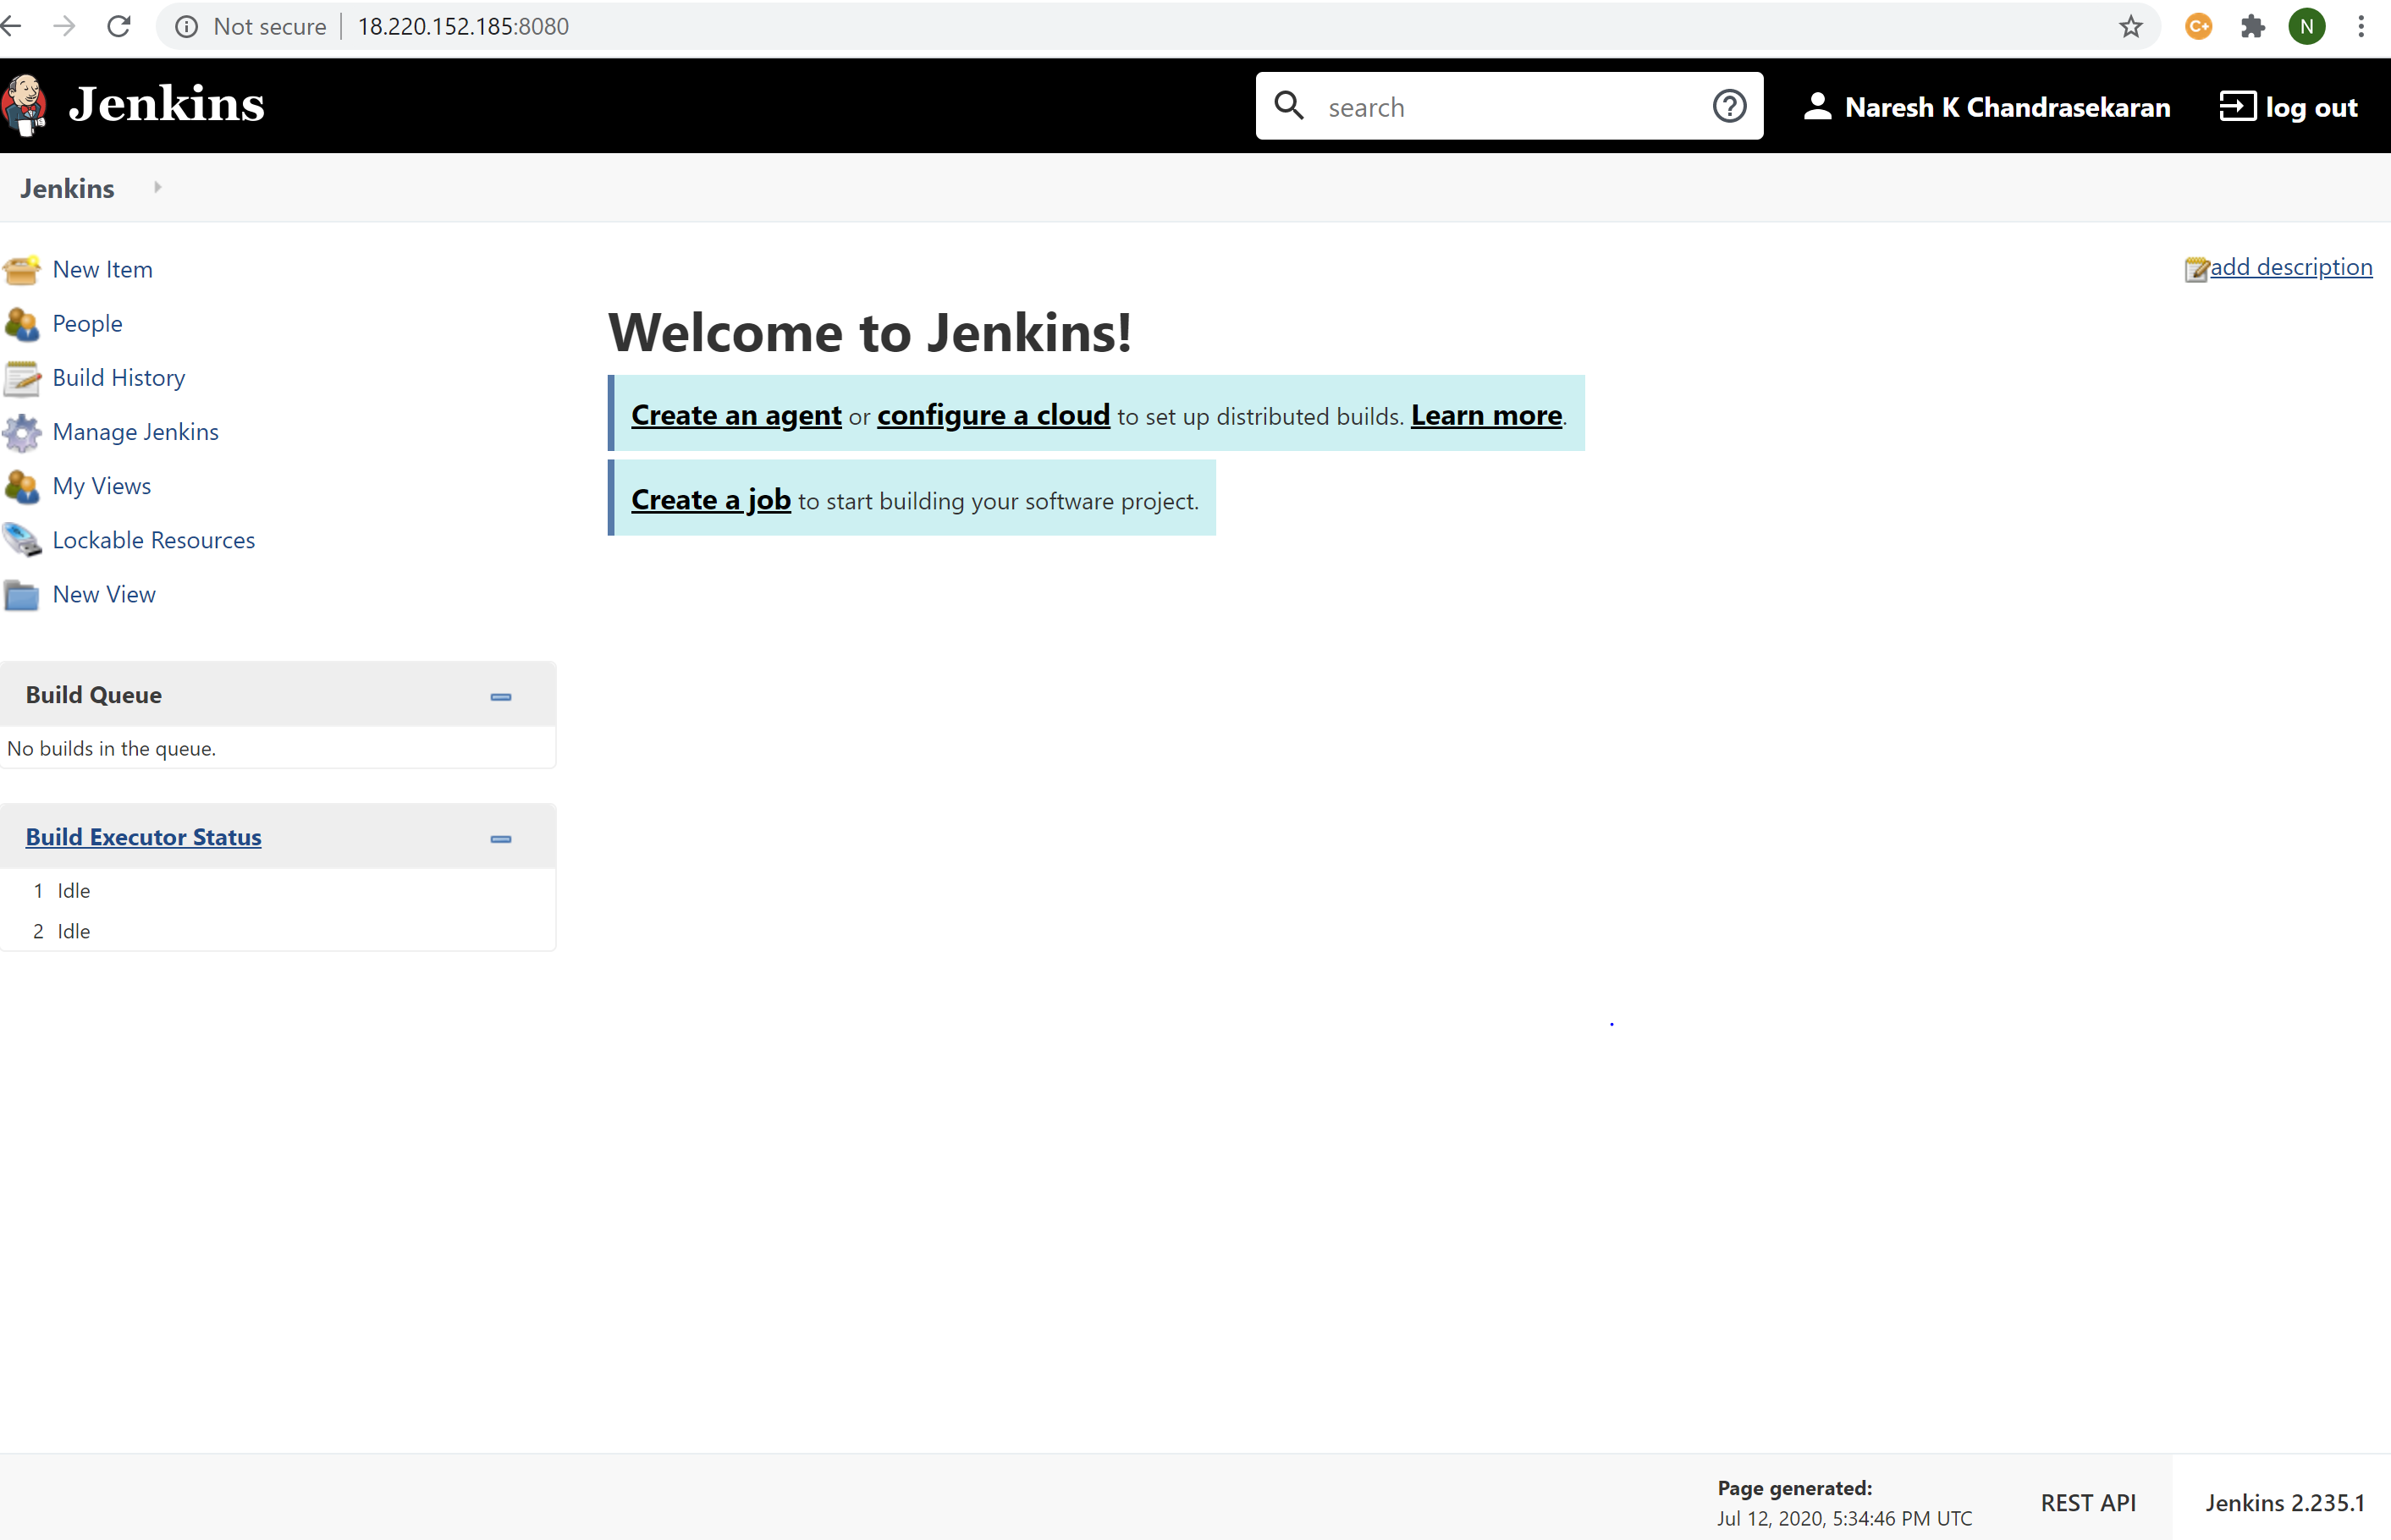 Not secure 18.220.152.185:8080
C+
N
Jenkins
search
Naresh K Chandrasekaran
log out
Jenkins
New Item
People
Build History
Manage Jenkins
My Views
Lockable Resources
New View
Build Queue
No builds in the queue.
Build Executor Status
1 Idle
2 Idle
add description
Welcome to Jenkins!
Create an agent or configure a cloud to set up distributed builds. Learn more.
Create a job to start building your software project.
Page generated:
Jul 12, 2020, 5:34:46 PM UTC
REST API
Jenkins 2.235.1